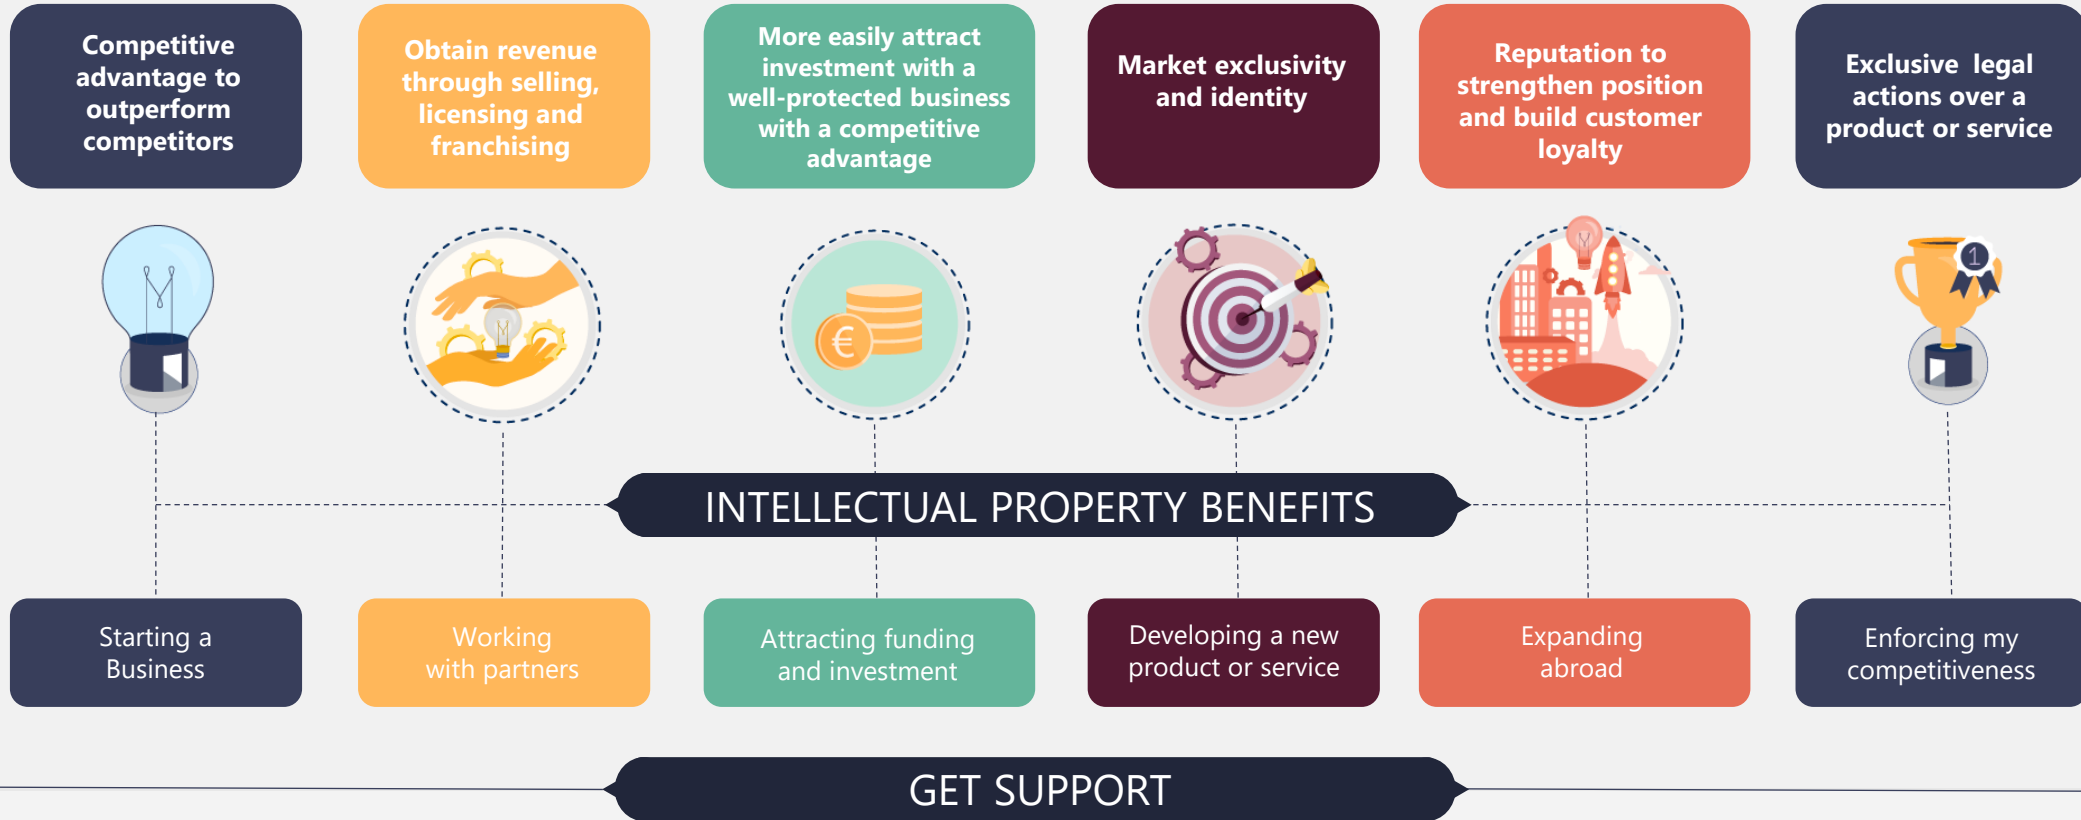 Competitive
advantage to
outperform
competitors
Obtain revenue
through selling,
licensing and
franchising
More easily attract
investment with a
well-protected business
with a competitive
advantage
Market exclusivity
and identity
Reputation to
strengthen position
and build customer
loyalty
Exclusive legal
actions over a
product or service
€
1
INTELLECTUAL PROPERTY BENEFITS
Starting a
Business
Working
with partners
Attracting funding
and investment
Developing a new
product or service
Expanding
abroad
Enforcing my
competitiveness
GET SUPPORT